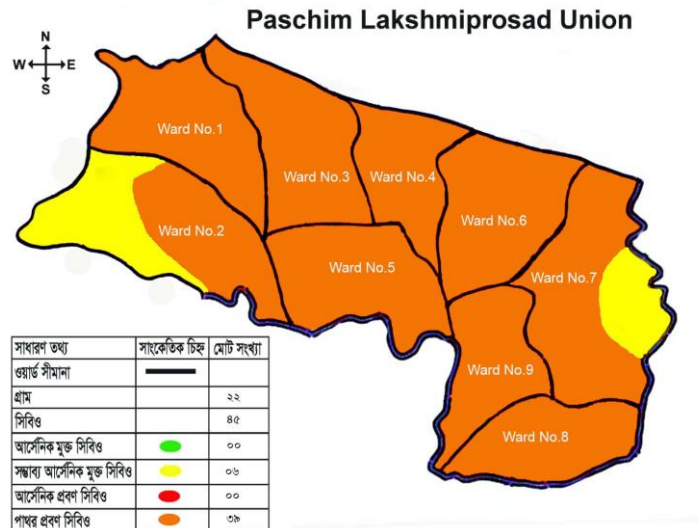 Paschim Lakshmiprosad Union
N
W E
S
Ward No.1
Ward No.3
Ward No.4
Ward No.6
Ward No.2
Ward No.5
Ward No.7
Ward No.9
Ward No.8
সাধারণ তথ্য সাংকেতিক চিহ্ন মোট সংখ্যা
ওয়ার্ড সীমানা
গ্রাম ২২
সিবিও ৪৫
আর্সেনিক মুক্ত সিবিও ০০
সম্ভাব্য আর্সেনিক মুক্ত সিবিও ০৬
আর্সেনিক প্রবণ সিবিও ০০
পাথর প্রবণ সিবিও ৩৯